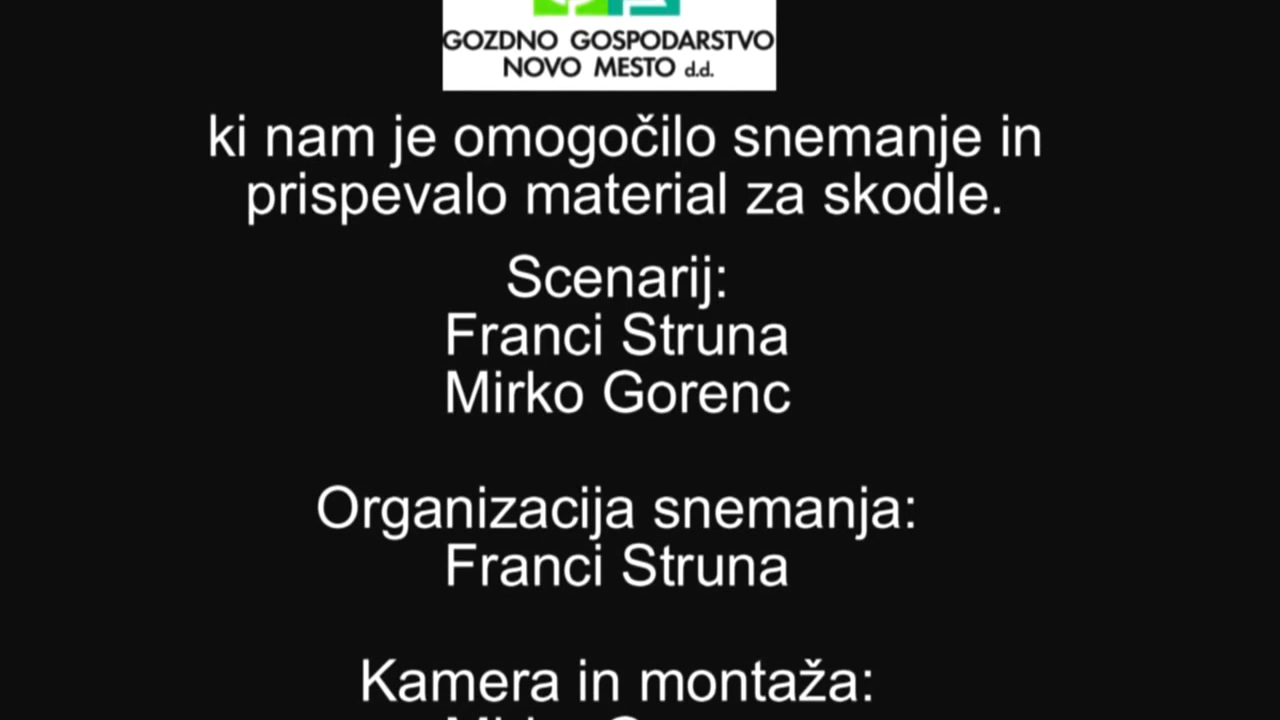 GOZDNO GOSPODARSTVO
NOVO MESTO d.d.
ki nam je omogočilo snemanje in
prispevalo material za skodle.
Scenarij:
Franci Struna
Mirko Gorenc
Organizacija snemanja:
Franci Struna
Kamera in montaža: